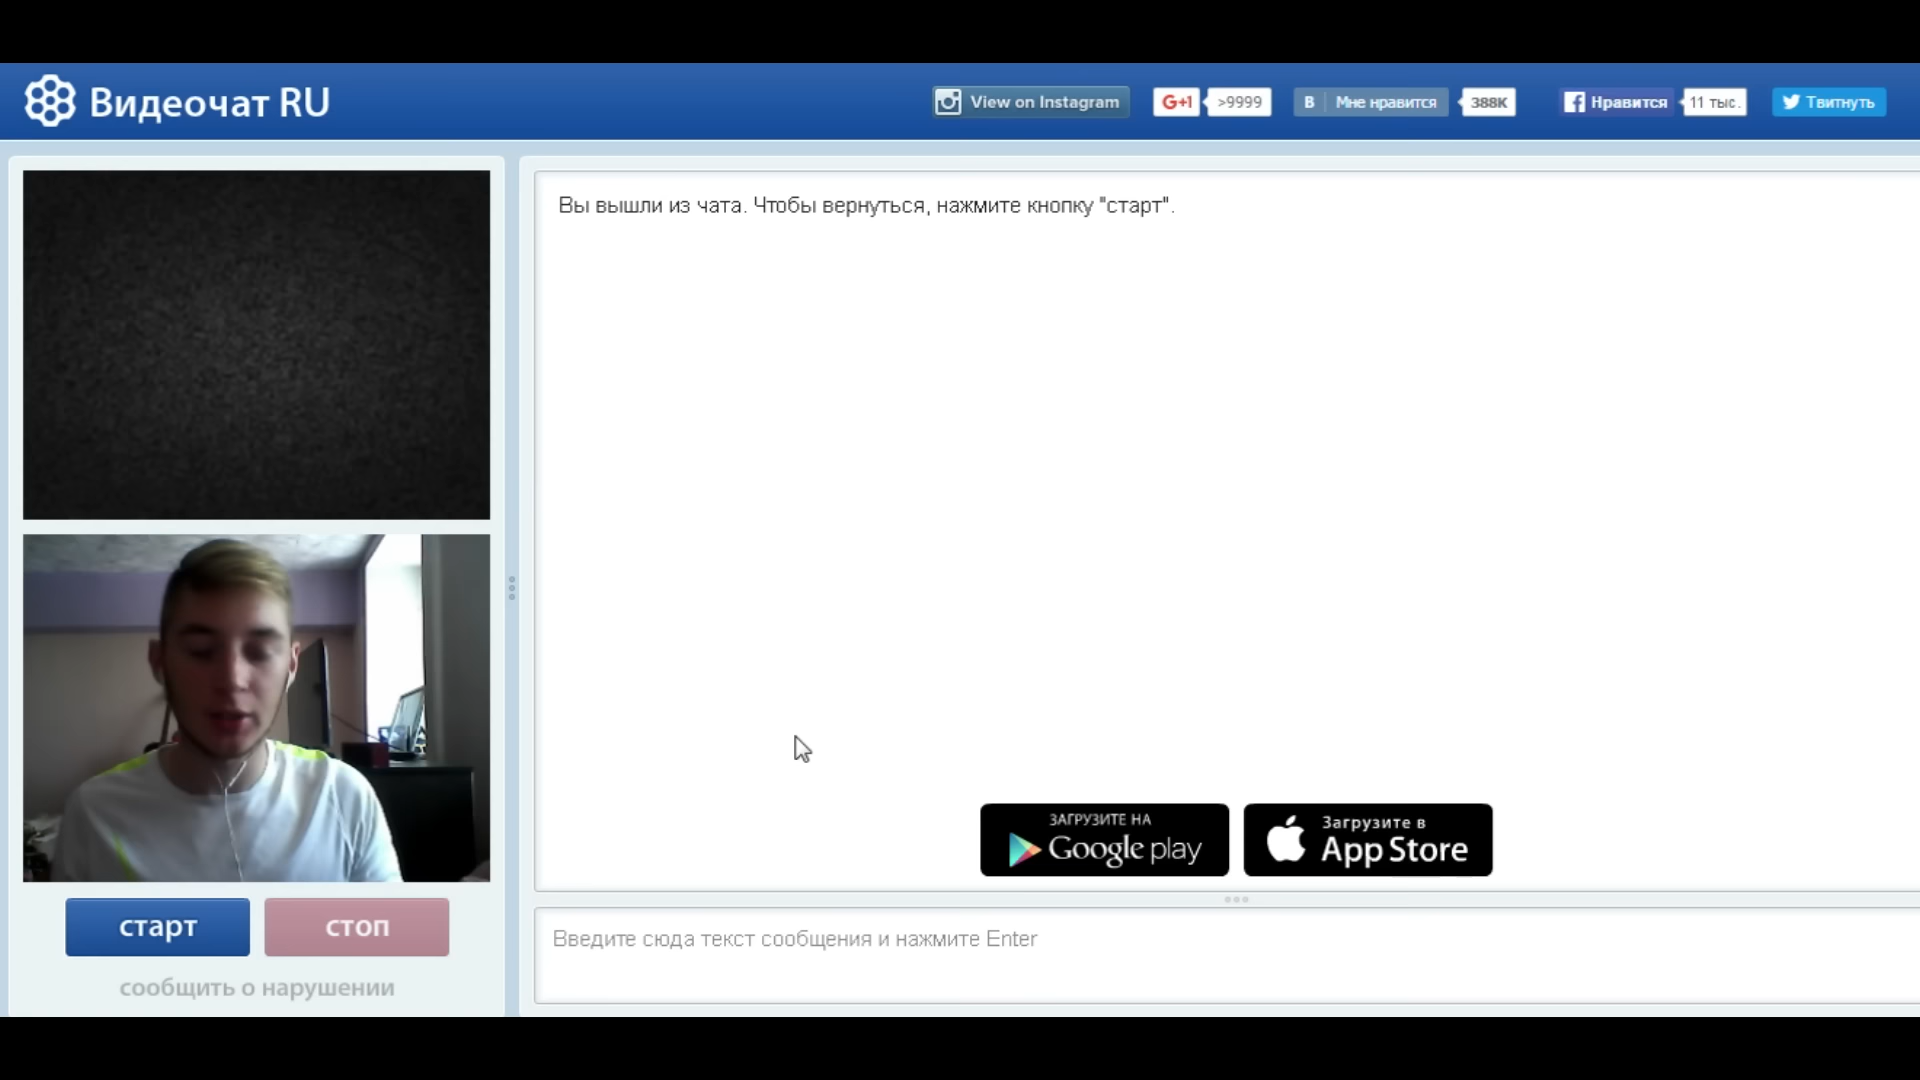 Видеочат RU
View on Instagram
G+1 >9999
B Мне нравится 388K
Нравится 11 тыс.
Твитнуть
Вы вышли из чата. Чтобы вернуться, нажмите кнопку "старт".
ЗАГРУЗИТЕ НА
Google play
Загрузите в
App Store
старт
стоп
Введите сюда текст сообщения и нажмите Enter
сообщить о нарушении